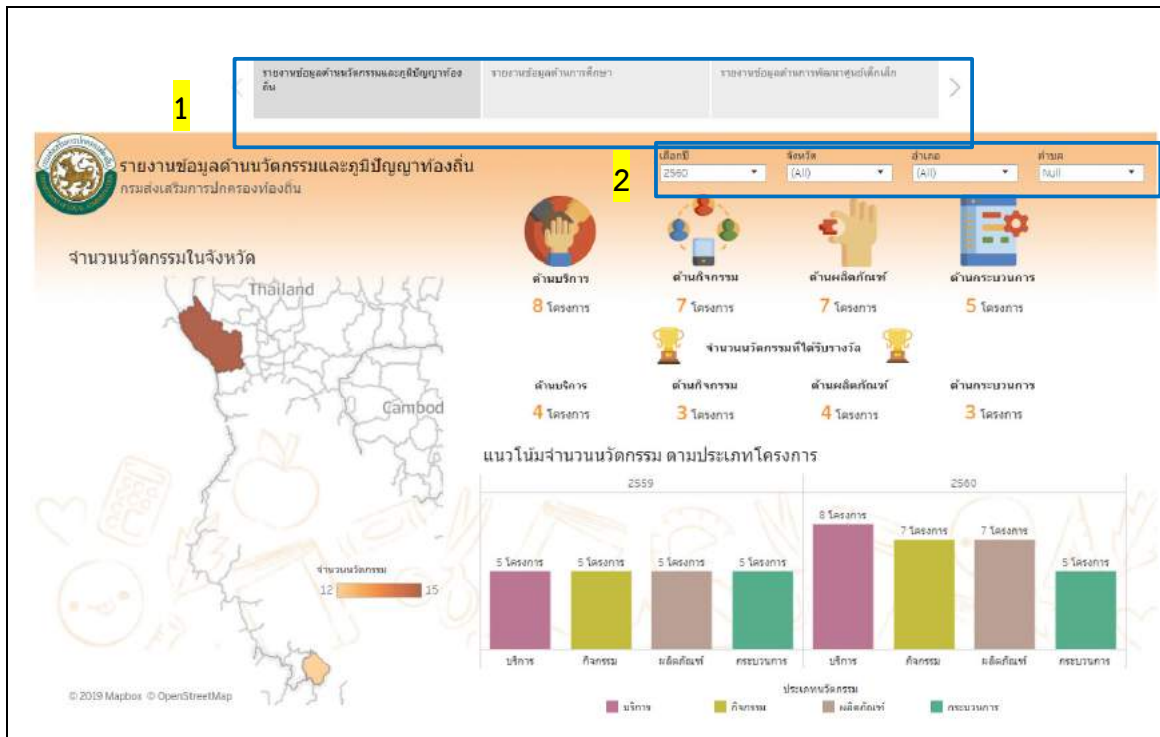 รายงานข้อมูลด้านนวัตกรรมและภูมิปัญญาท้อง
ถิ่น
รายงานข้อมูลด้านการศึกษา
รายงานข้อมูลด้านการพัฒนาศูนย์เด็กเล็ก
1
รายงานข้อมูลด้านนวัตกรรมและภูมิปัญญาท้องถิ่น
กรมส่งเสริมการปกครองท้องถิ่น
2
เลือกปี จังหวัด อำเภอ ตำบล
2560 (All) (All) Null
จำนวนนวัตกรรมในจังหวัด
Thailand
Cambod
ด้านบริการ ด้านกิจกรรม ด้านผลิตภัณฑ์ ด้านกระบวนการ
8 โครงการ 7 โครงการ 7 โครงการ 5 โครงการ
จำนวนนวัตกรรมที่ได้รับรางวัล
ด้านบริการ ด้านกิจกรรม ด้านผลิตภัณฑ์ ด้านกระบวนการ
4 โครงการ 3 โครงการ 4 โครงการ 3 โครงการ
แนวโน้มจำนวนนวัตกรรม ตามประเภทโครงการ
2559 2560
8 โครงการ
7 โครงการ 7 โครงการ
5 โครงการ 5 โครงการ 5 โครงการ 5 โครงการ 5 โครงการ
บริการ กิจกรรม ผลิตภัณฑ์ กระบวนการ บริการ กิจกรรม ผลิตภัณฑ์ กระบวนการ
จำนวนนวัตกรรม
12 15
© 2019 Mapbox © OpenStreetMap
ประเภทนวัตกรรม
บริการ กิจกรรม ผลิตภัณฑ์ กระบวนการ